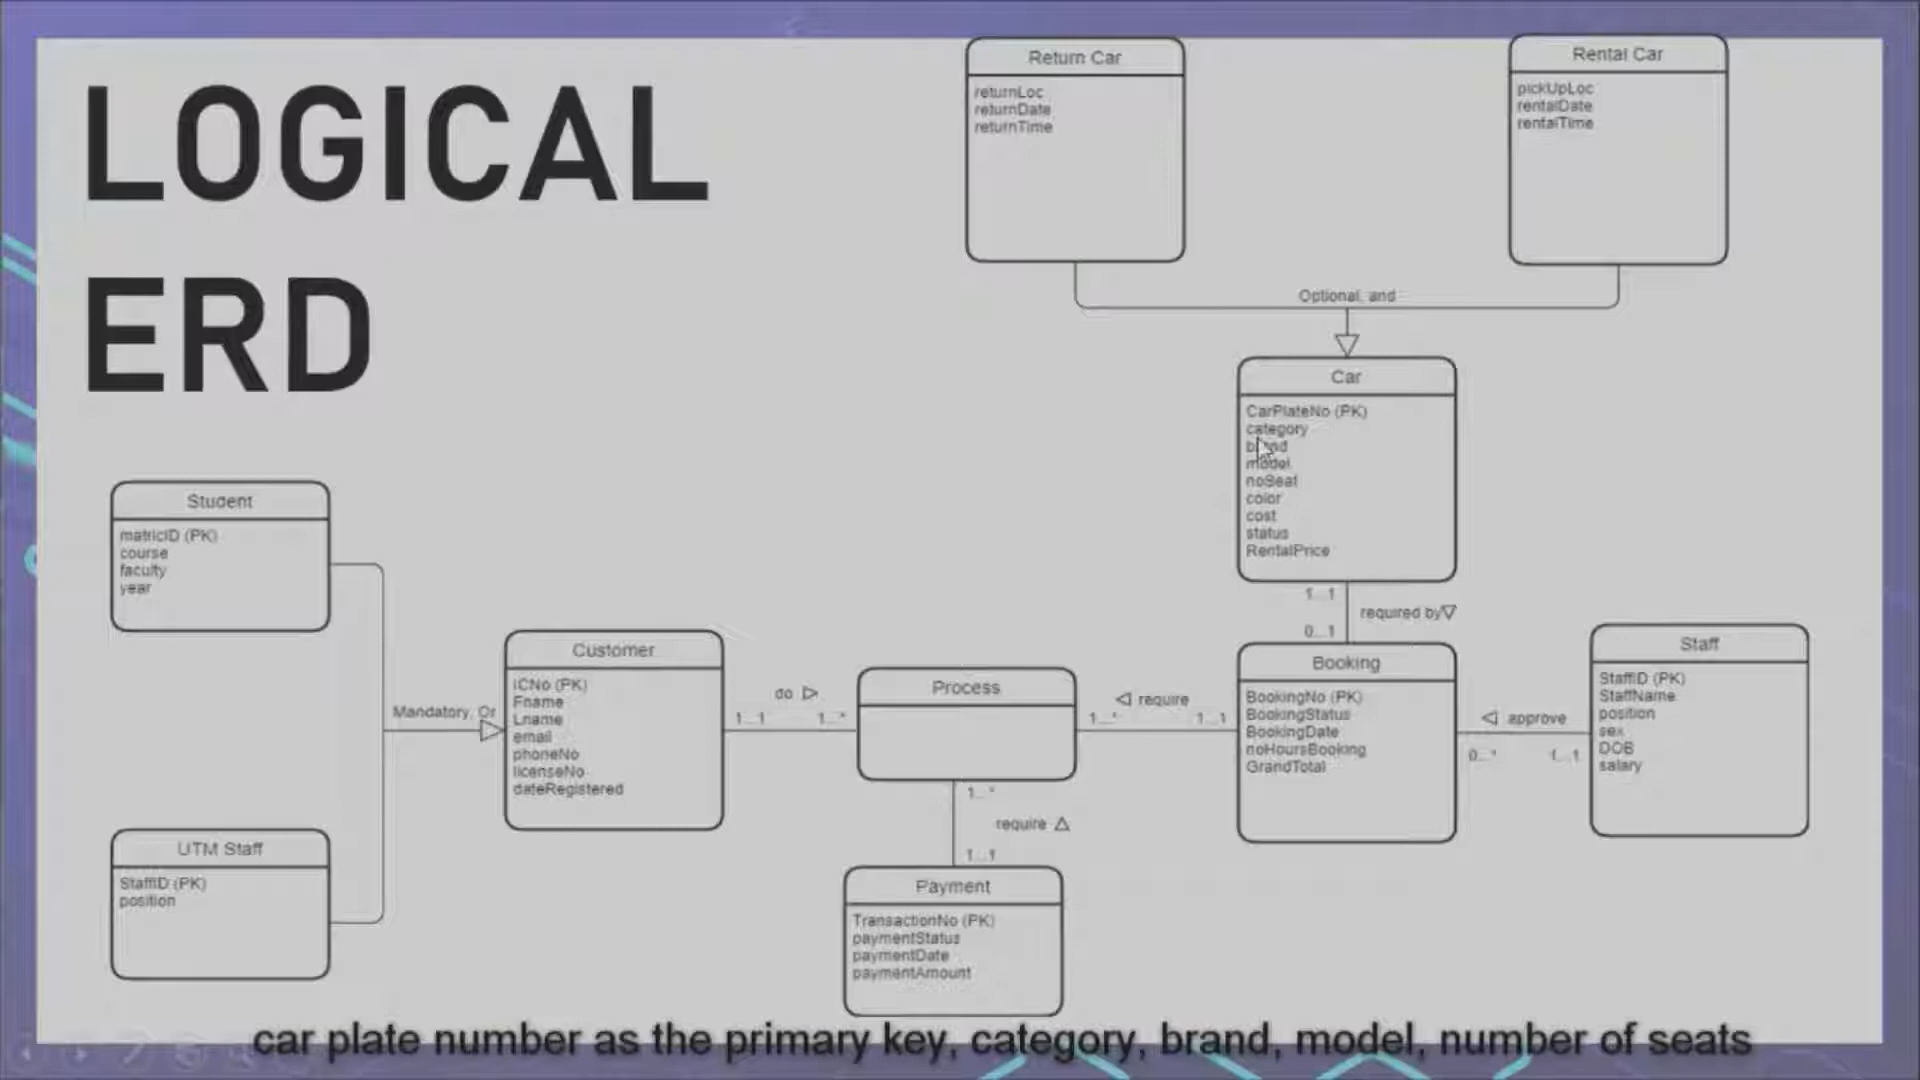 LOGICAL
ERD
Return Car
returnLoc
returnDate
returnTime
Rental Car
pickUpLoc
rentalDate
rentalTime
Optional, and
Car
CarPlateNo (PK)
category
brand
model
noSeat
color
cost
status
RentalPrice
1...1
required by
0...1
Student
matricID (PK)
course
faculty
year
Mandatory, Or
UTM Staff
StaffID (PK)
position
Customer
ICNo (PK)
Fname
Lname
email
phoneNo
licenseNo
dateRegistered
do
1...1
1...*
Process
require
1...*
1...1
Booking
BookingNo (PK)
BookingStatus
BookingDate
noHoursBooking
GrandTotal
approve
0...*
1...1
Staff
StaffID (PK)
StaffName
position
sex
DOB
salary
1...*
require
1...1
Payment
TransactionNo (PK)
paymentStatus
paymentDate
paymentAmount
car plate number as the primary key, category, brand, model, number of seats